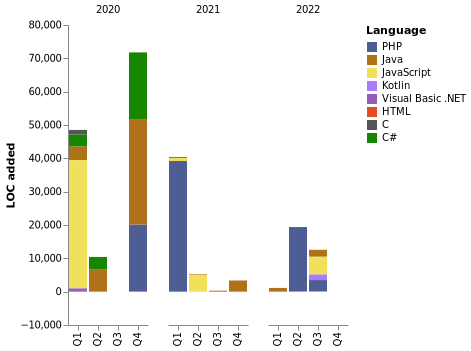 2020 2021 2022
80,000
70,000
60,000
50,000
40,000
30,000
20,000
10,000
0
−10,000
LOC added
Q1 Q2 Q3 Q4 Q1 Q2 Q3 Q4 Q1 Q2 Q3 Q4
Language
PHP
Java
JavaScript
Kotlin
Visual Basic .NET
HTML
C
C#